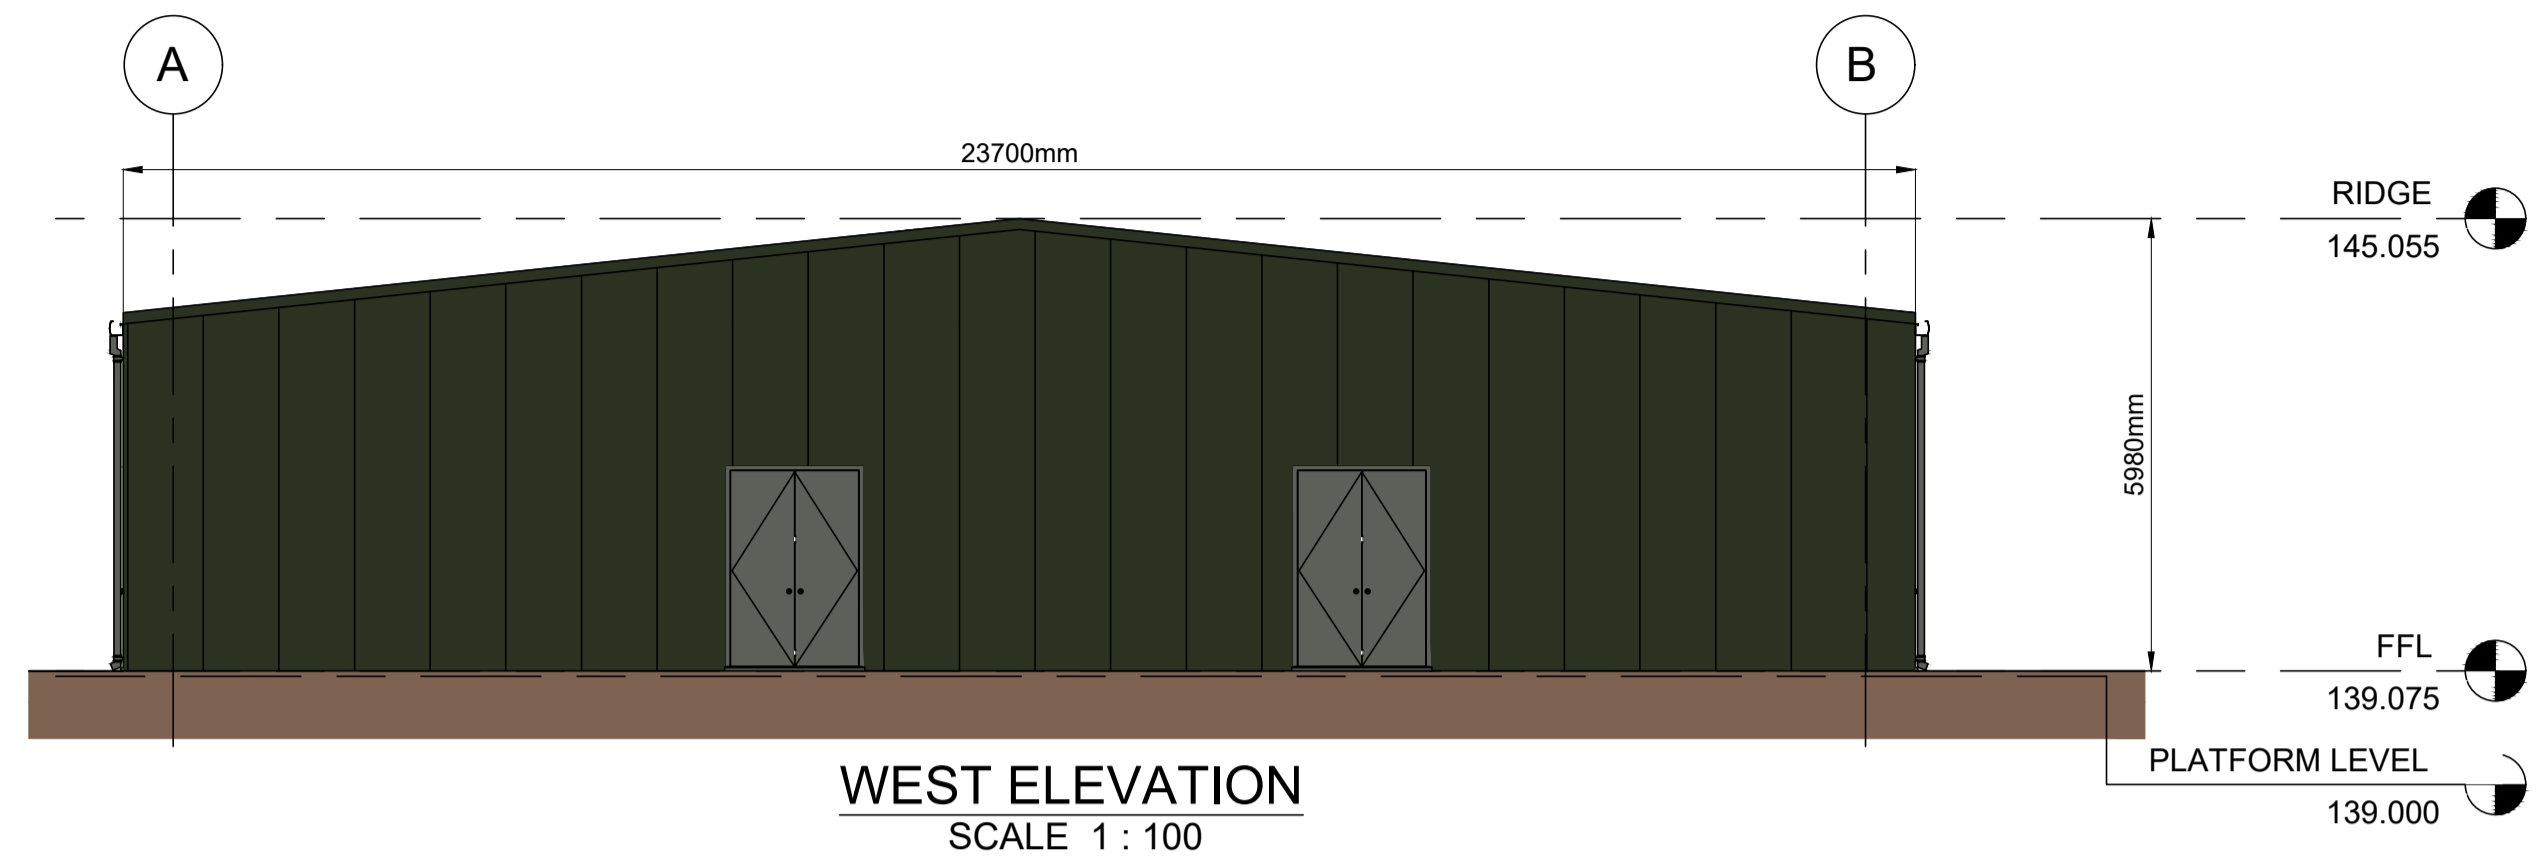 A
B
23700mm
RIDGE
145.055
5980mm
FFL
139.075
PLATFORM LEVEL
139.000
WEST ELEVATION
SCALE 1 : 100